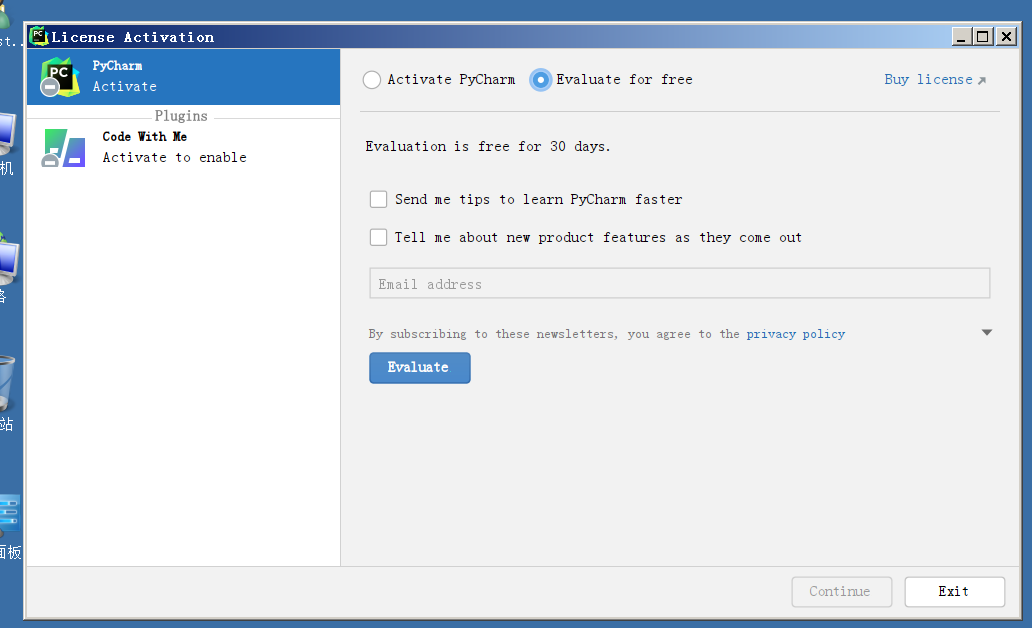 st..
License Activation
PC
PyCharm
Activate
Plugins
Code With Me
Activate to enable
Activate PyCharm
Evaluate for free
Buy license
Evaluation is free for 30 days.
Send me tips to learn PyCharm faster
Tell me about new product features as they come out
Email address
By subscribing to these newsletters, you agree to the privacy policy
Evaluate
Continue
Exit
机
站
面板